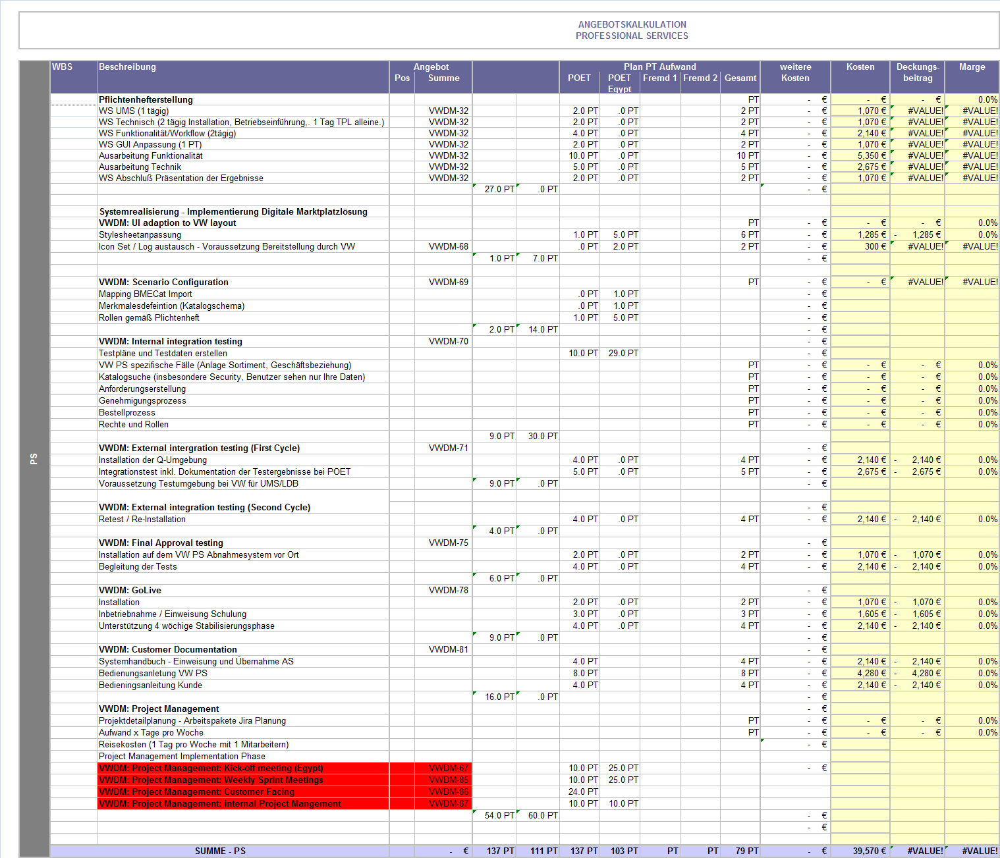 ANGEBOTSKALKULATION
PROFESSIONAL SERVICES
WBS Beschreibung Angebot Plan PT Aufwand weitere Kosten Deckungs- Marge
Pos Summe POET POET Fremd 1 Fremd 2 Gesamt Kosten beitrag
Egypt
Pflichtenhefterstellung PT - € - € - € 0.0%
WS UMS (1 tägig) VWDM-32 2.0 PT .0 PT 2 PT - € 1,070 € #VALUE! #VALUE!
WS Technisch (2 tägig Installation, Betriebseinführung,. 1 Tag TPL alleine.) VWDM-32 2.0 PT .0 PT 2 PT - € 1,070 € #VALUE! #VALUE!
WS Funktionalität/Workflow (2tägig) VWDM-32 4.0 PT .0 PT 4 PT - € 2,140 € #VALUE! #VALUE!
WS GUI Anpassung (1 PT) VWDM-32 2.0 PT .0 PT 2 PT - € 1,070 € #VALUE! #VALUE!
Ausarbeitung Funktionalität VWDM-32 10.0 PT .0 PT 10 PT - € 5,350 € #VALUE! #VALUE!
Ausarbeitung Technik VWDM-32 5.0 PT .0 PT 5 PT - € 2,675 € #VALUE! #VALUE!
WS Abschluß Präsentation der Ergebnisse VWDM-32 2.0 PT .0 PT 2 PT - € 1,070 € #VALUE! #VALUE!
27.0 PT .0 PT - €
Systemrealisierung - Implementierung Digitale Marktplatzlösung
VWDM: UI adaption to VW layout PT - € - € - € 0.0%
Stylesheetanpassung 1.0 PT 5.0 PT 6 PT - € 1,285 € - 1,285 € 0.0%
Icon Set / Log austausch - Voraussetzung Bereitstellung durch VW VWDM-68 .0 PT 2.0 PT 2 PT - € 300 € #VALUE! #VALUE!
1.0 PT 7.0 PT - €
VWDM: Scenario Configuration VWDM-69 PT - € - € #VALUE! #VALUE!
Mapping BMECat Import .0 PT 1.0 PT - €
Merkmalesdefeintion (Katalogschema) .0 PT 1.0 PT - €
Rollen gemäß Plichtenheft 1.0 PT 5.0 PT - €
2.0 PT 14.0 PT - €
VWDM: Internal integration testing VWDM-70 - €
Testpläne und Testdaten erstellen 10.0 PT 29.0 PT - €
VW PS spezifische Fälle (Anlage Sortiment, Geschäftsbeziehung) PT - € - € - € 0.0%
Katalogsuche (insbesondere Security, Benutzer sehen nur Ihre Daten) PT - € - € - € 0.0%
Anforderungserstellung PT - € - € - € 0.0%
Genehmigungsprozess PT - € - € - € 0.0%
Bestellprozess PT - € - € - € 0.0%
Rechte und Rollen PT - € - € - € 0.0%
9.0 PT 30.0 PT - €
VWDM: External intergration testing (First Cycle) VWDM-71 - €
Installation der Q-Umgebung 4.0 PT .0 PT 4 PT - € 2,140 € - 2,140 € 0.0%
Integrationstest inkl. Dokumentation der Testergebnisse bei POET 5.0 PT .0 PT 5 PT - € 2,675 € - 2,675 € 0.0%
Voraussetzung Testumgebung bei VW für UMS/LDB 9.0 PT .0 PT - €
VWDM: External integration testing (Second Cycle) - €
Retest / Re-Installation 4.0 PT .0 PT 4 PT - € 2,140 € - 2,140 € 0.0%
4.0 PT .0 PT - €
VWDM: Final Approval testing VWDM-75 - €
Installation auf dem VW PS Abnahmesystem vor Ort 2.0 PT .0 PT 2 PT - € 1,070 € - 1,070 € 0.0%
Begleitung der Tests 4.0 PT .0 PT 4 PT - € 2,140 € - 2,140 € 0.0%
6.0 PT .0 PT - €
VWDM: GoLive VWDM-78 - €
Installation 2.0 PT .0 PT 2 PT - € 1,070 € - 1,070 € 0.0%
Inbetriebnahme / Einweisung Schulung 3.0 PT .0 PT 3 PT - € 1,605 € - 1,605 € 0.0%
Unterstützung 4 wöchige Stabilisierungsphase 4.0 PT .0 PT 4 PT - € 2,140 € - 2,140 € 0.0%
9.0 PT .0 PT - €
VWDM: Customer Documentation VWDM-81 - €
Systemhandbuch - Einweisung und Übernahme AS 4.0 PT 4 PT - € 2,140 € - 2,140 € 0.0%
Bedienungsanletung VW PS 8.0 PT 8 PT - € 4,280 € - 4,280 € 0.0%
Bedieningsanleitung Kunde 4.0 PT 4 PT - € 2,140 € - 2,140 € 0.0%
16.0 PT .0 PT - €
VWDM: Project Management - €
Projektdetailplanung - Arbeitspakete Jira Planung PT - € - € - € 0.0%
Aufwand x Tage pro Woche PT - € - € - € 0.0%
Reisekosten (1 Tag pro Woche mit 1 Mitarbeitern) - €
Project Management Implementation Phase
VWDM: Project Management: Kick-off meeting (Egypt) VWDM-67 10.0 PT 25.0 PT - €
VWDM: Project Management: Weekly Sprint Meetings VWDM-85 10.0 PT 25.0 PT
VWDM: Project Management: Customer Facing VWDM-86 24.0 PT
VWDM: Project Management: Internal Project Mangement VWDM-87 10.0 PT 10.0 PT
54.0 PT 60.0 PT - €
- €
SUMME - PS - € 137 PT 111 PT 137 PT 103 PT PT PT 79 PT - € 39,570 € #VALUE! #VALUE!
PS